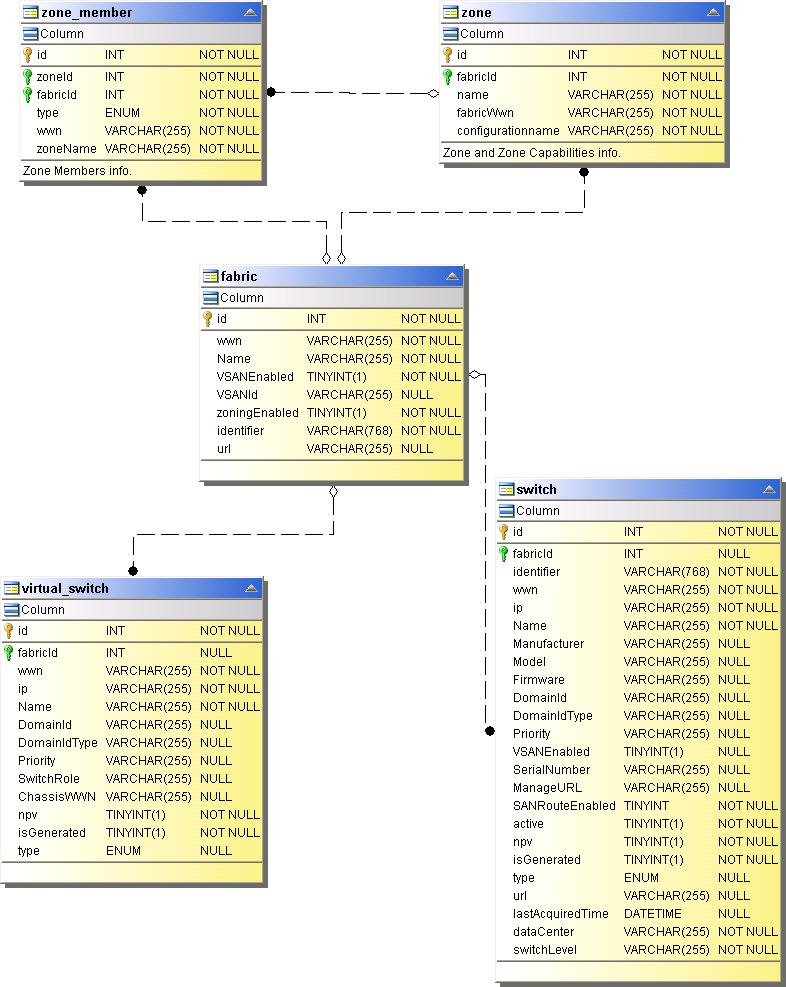 zone_member
Column
id INT NOT NULL
zoneId INT NOT NULL
fabricId INT NOT NULL
type ENUM NOT NULL
wwn VARCHAR(255) NOT NULL
zoneName VARCHAR(255) NOT NULL
Zone Members info.
zone
Column
id INT NOT NULL
fabricId INT NOT NULL
name VARCHAR(255) NOT NULL
fabricWwn VARCHAR(255) NOT NULL
configurationname VARCHAR(255) NOT NULL
Zone and Zone Capabilities info.
fabric
Column
id INT NOT NULL
wwn VARCHAR(255) NOT NULL
Name VARCHAR(255) NOT NULL
VSANEnabled TINYINT(1) NOT NULL
VSANId VARCHAR(255) NULL
zoningEnabled TINYINT(1) NOT NULL
identifier VARCHAR(768) NOT NULL
url VARCHAR(255) NULL
switch
Column
id INT NOT NULL
fabricId INT NULL
identifier VARCHAR(768) NOT NULL
wwn VARCHAR(255) NOT NULL
ip VARCHAR(255) NOT NULL
Name VARCHAR(255) NOT NULL
Manufacturer VARCHAR(255) NULL
Model VARCHAR(255) NULL
Firmware VARCHAR(255) NULL
DomainId VARCHAR(255) NULL
DomainIdType VARCHAR(255) NULL
Priority VARCHAR(255) NULL
VSANEnabled TINYINT(1) NULL
SerialNumber VARCHAR(255) NULL
ManageURL VARCHAR(255) NULL
SANRouteEnabled TINYINT NOT NULL
active TINYINT(1) NOT NULL
npv TINYINT(1) NOT NULL
isGenerated TINYINT(1) NOT NULL
type ENUM NULL
url VARCHAR(255) NULL
lastAcquiredTime DATETIME NULL
dataCenter VARCHAR(255) NOT NULL
switchLevel VARCHAR(255) NOT NULL
virtual_switch
Column
id INT NOT NULL
fabricId INT NULL
wwn VARCHAR(255) NOT NULL
ip VARCHAR(255) NOT NULL
Name VARCHAR(255) NOT NULL
DomainId VARCHAR(255) NULL
DomainIdType VARCHAR(255) NULL
Priority VARCHAR(255) NULL
SwitchRole VARCHAR(255) NULL
ChassisWWN VARCHAR(255) NULL
npv TINYINT(1) NOT NULL
isGenerated TINYINT(1) NOT NULL
type ENUM NULL